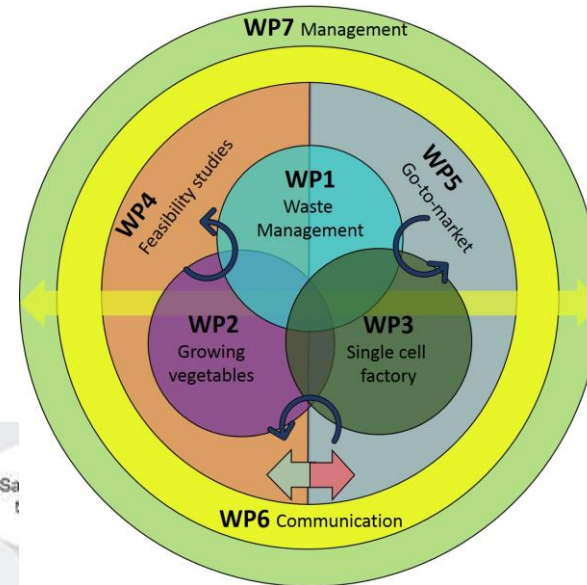 WP7 Management
WP4
Feasibility studies
WP5
Go-to-market
WP1
Waste
Management
WP2
Growing
vegetables
WP3
Single cell
factory
WP6 Communication